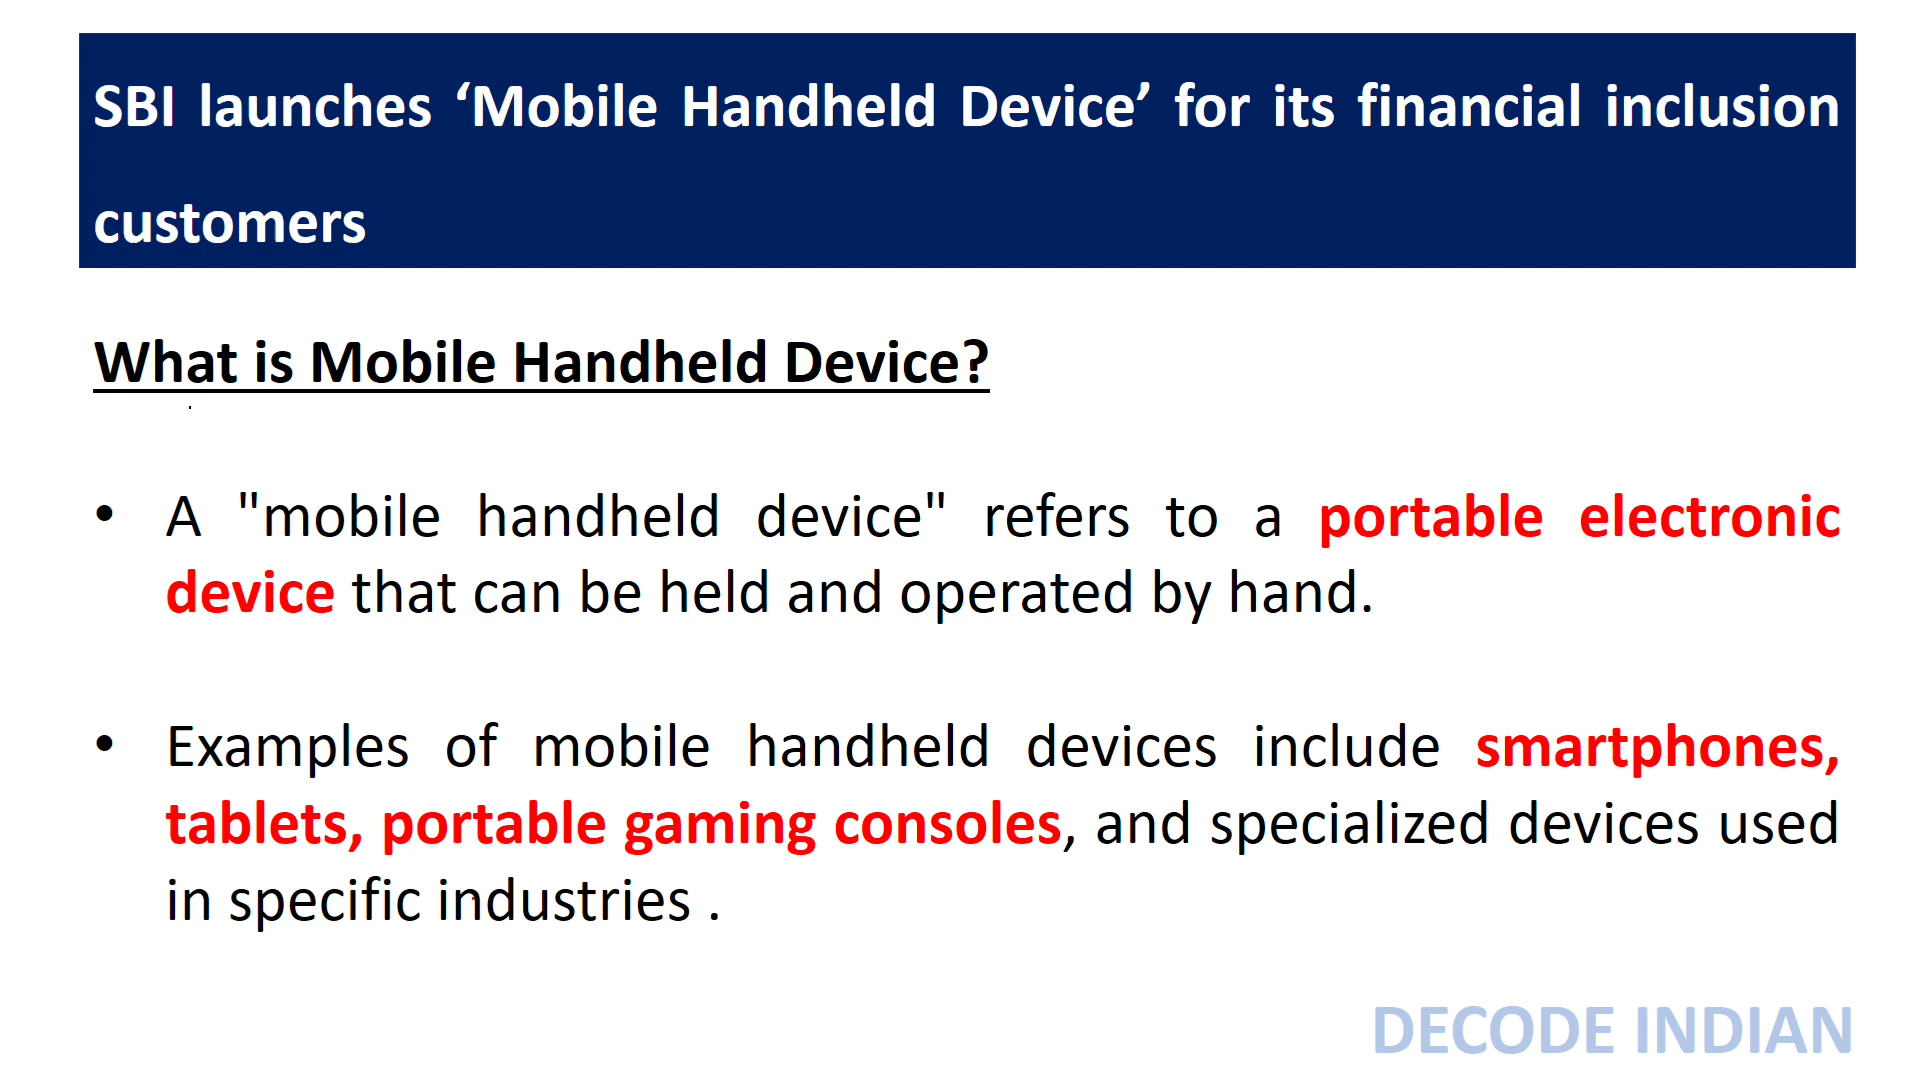 SBI launches ‘Mobile Handheld Device’ for its financial inclusion
customers
What is Mobile Handheld Device?
• A "mobile handheld device" refers to a portable electronic
device that can be held and operated by hand.
• Examples of mobile handheld devices include smartphones,
tablets, portable gaming consoles, and specialized devices used
in specific industries .
DECODE INDIAN